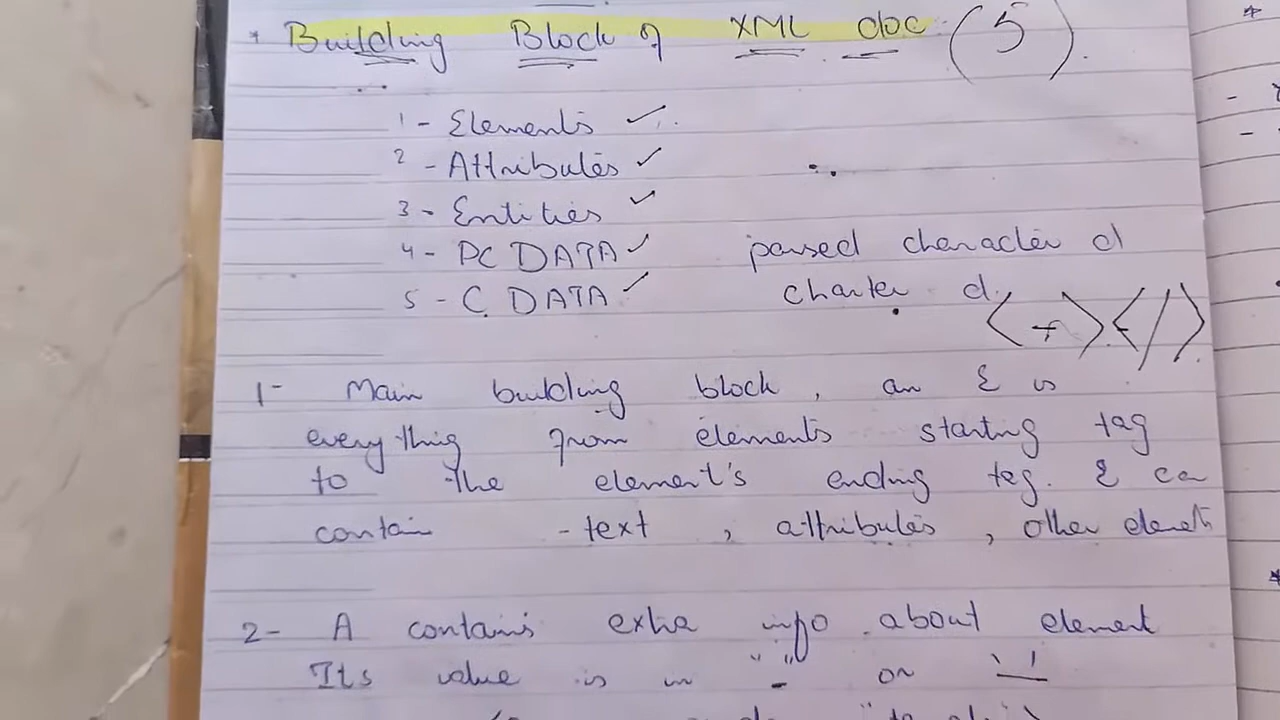 * Building Block of XML doc (5).
1 - Elements ✓
2 - Attributes ✓
3 - Entities ✓
4 - PC DATA ✓ parsed character d
5 - C DATA ✓ charter d.
< + > < / >
1- Main building block, an E is
everything from elements starting tag
to the element's ending teg. E can
contain - text, attributes, other elements
2- A contains extra info about element
Its value is in " " or ' '